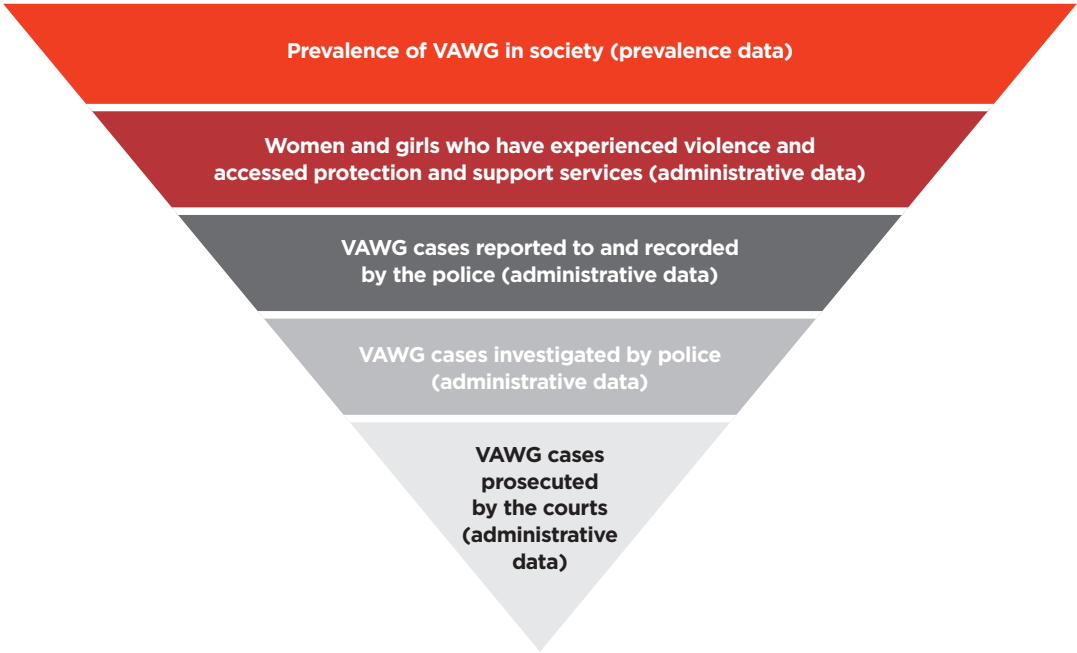 Prevalence of VAWG in society (prevalence data)
Women and girls who have experienced violence and
accessed protection and support services (administrative data)
VAWG cases reported to and recorded
by the police (administrative data)
VAWG cases investigated by police
(administrative data)
VAWG cases
prosecuted
by the courts
(administrative
data)